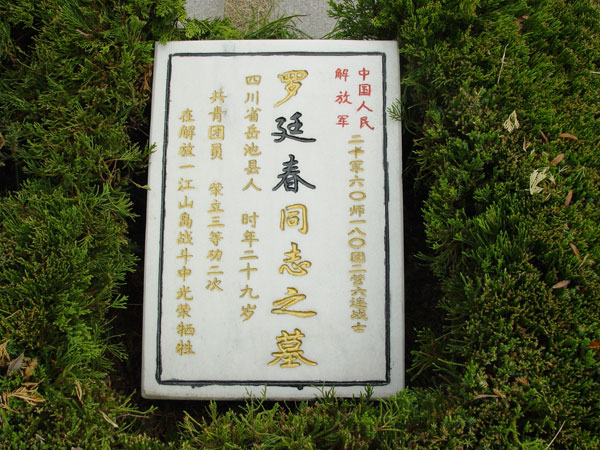 中国人民
解放军
二十军六〇师一八〇团二营六连战士
罗廷春同志之墓
四川省岳池县人 时年二十九岁
共青团员 荣立三等功二次
在解放一江山岛战斗中光荣牺牲